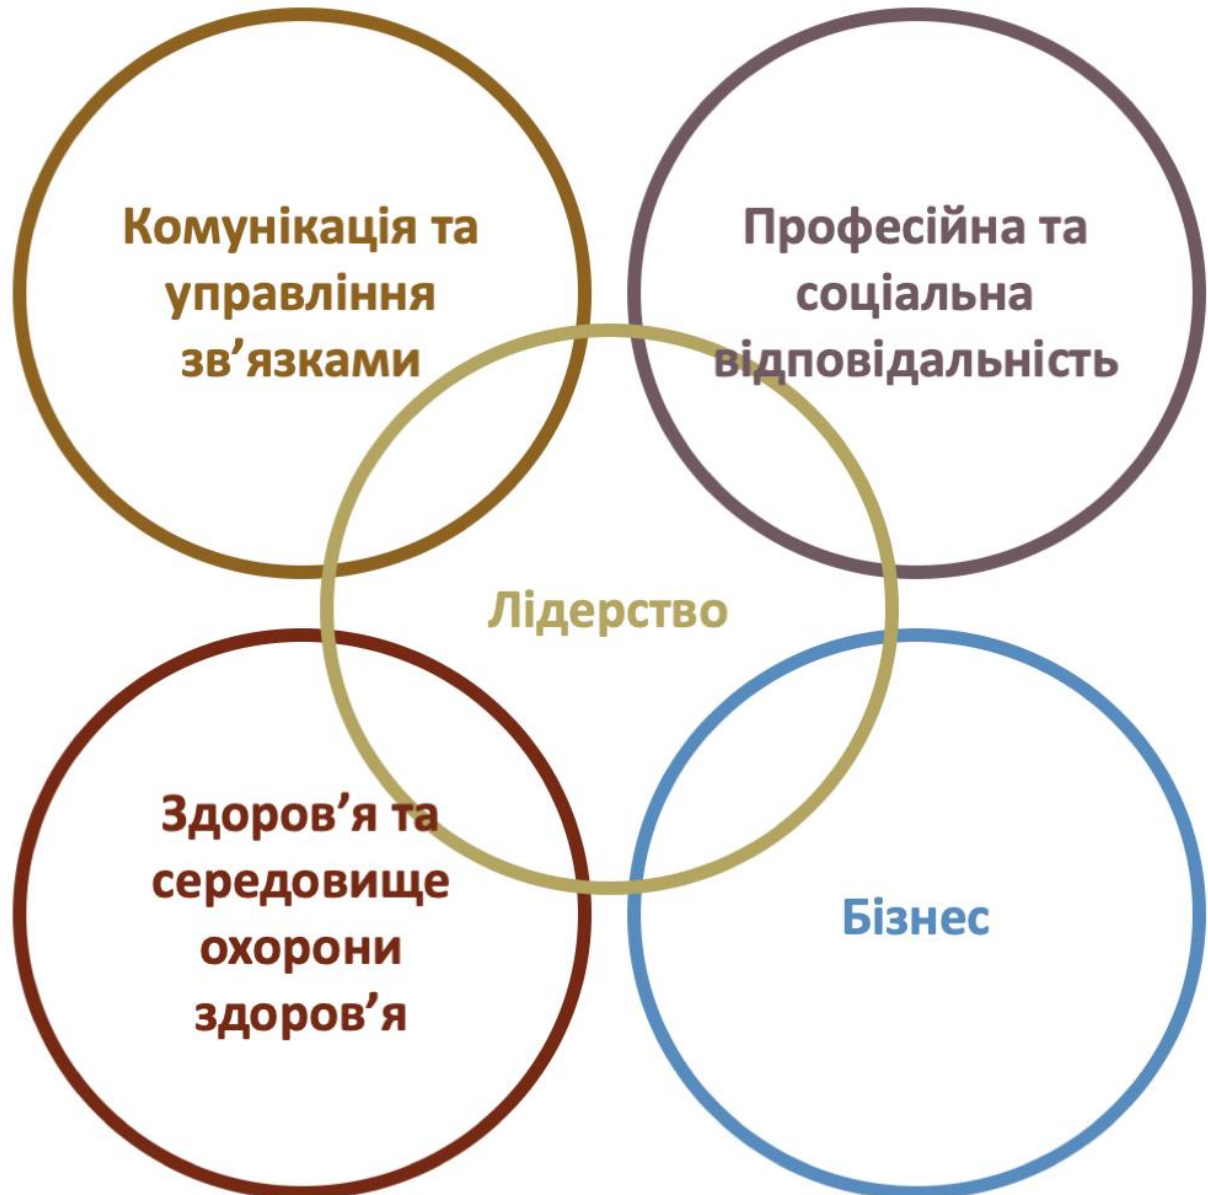 Комунікація та
управління
зв’язками
Професійна та
соціальна
відповідальність
Лідерство
Здоров’я та
середовище
охорони
здоров’я
Бізнес